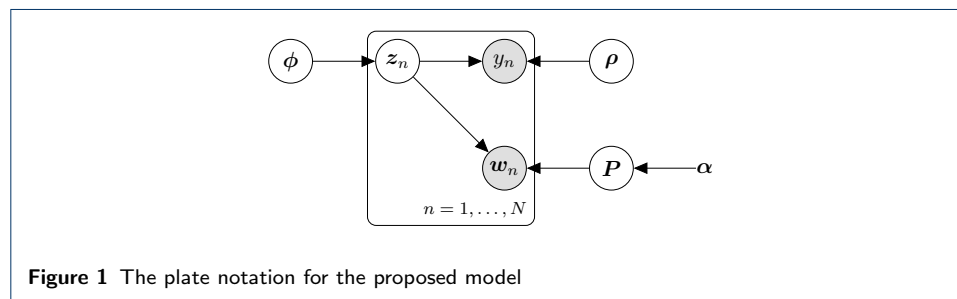 ϕ z_n y_n ρ
w_n P α
n = 1, . . . , N
Figure 1 The plate notation for the proposed model